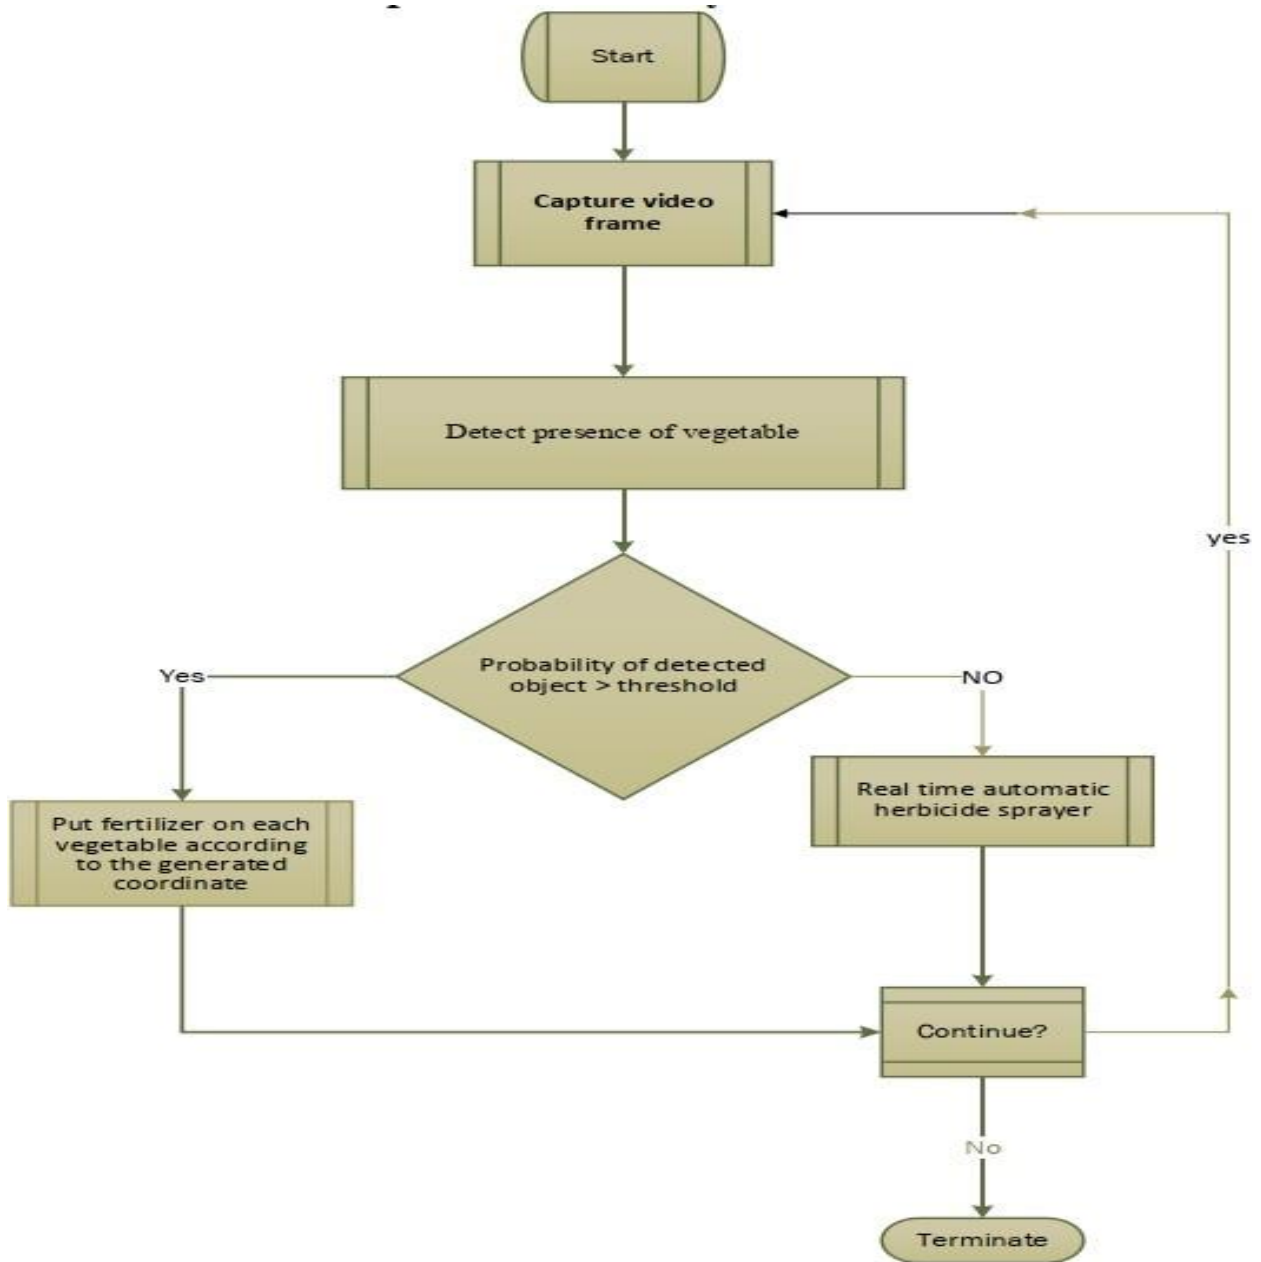 Start
Capture video
frame
Detect presence of vegetable
yes
Probability of detected
object > threshold
Yes
NO
Real time automatic
herbicide sprayer
Put fertilizer on each
vegetable according
to the generated
coordinate
Continue?
No
Terminate